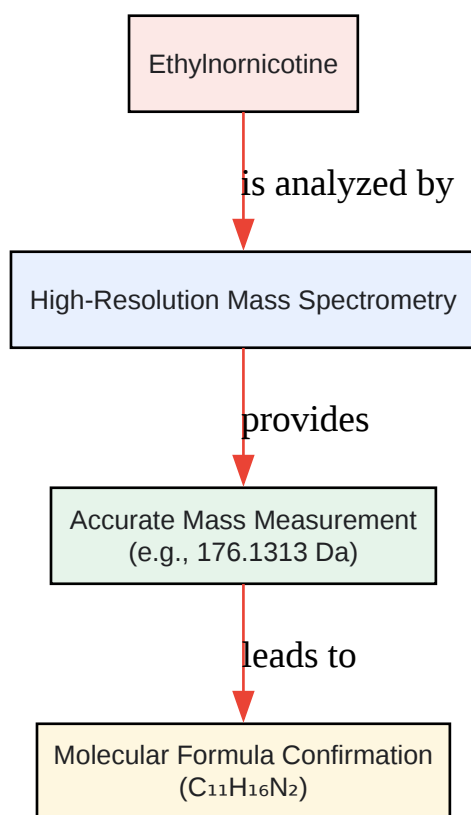 Ethylnornicotine
is analyzed by
High-Resolution Mass Spectrometry
provides
Accurate Mass Measurement
(e.g., 176.1313 Da)
leads to
Molecular Formula Confirmation
(C₁₁H₁₆N₂)